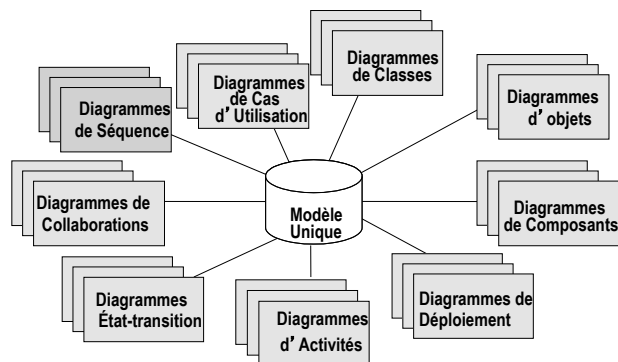 Diagrammes
de Séquence
Diagrammes
de Cas
d’ Utilisation
Diagrammes
de Classes
Diagrammes
d’ objets
Diagrammes de
Collaborations
Modèle
Unique
Diagrammes
de Composants
Diagrammes
État-transition
Diagrammes
d’ Activités
Diagrammes de
Déploiement